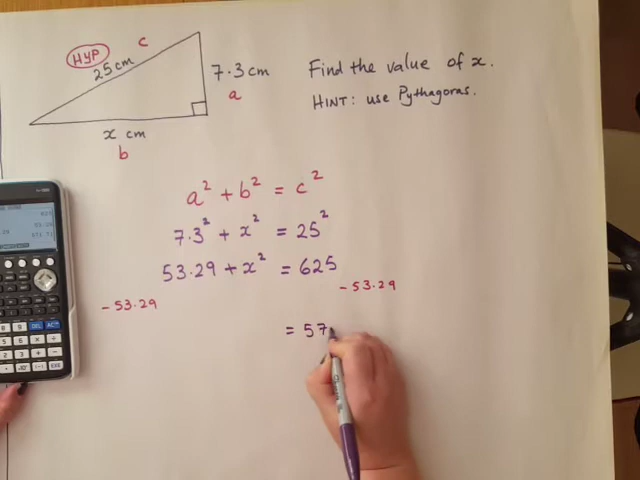 HYP
c
25cm
7.3cm
a
x cm
b
Find the value of x.
HINT: use Pythagoras.
a² + b² = c²
7.3² + x² = 25²
53.29 + x² = 625
- 53.29
- 53.29
= 57